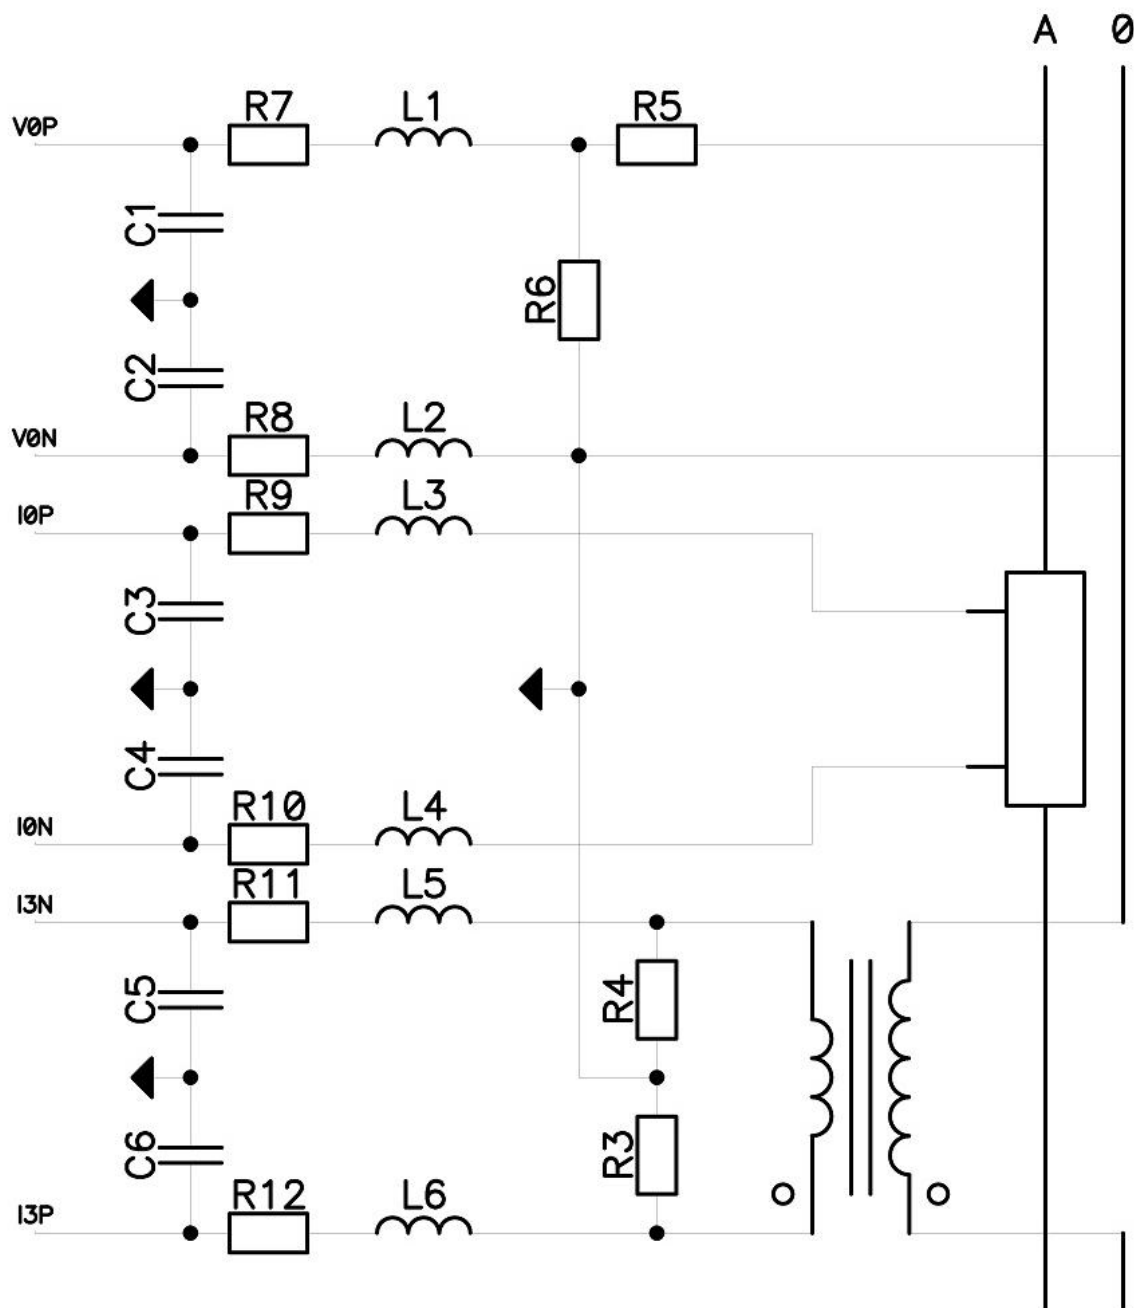 A 0
R7 L1 R5
V0P
C1
R6
C2
R8 L2
V0N
R9 L3
I0P
C3
C4
R10 L4
I0N
R11 L5
I3N
C5
R4
C6
R3
R12 L6
I3P